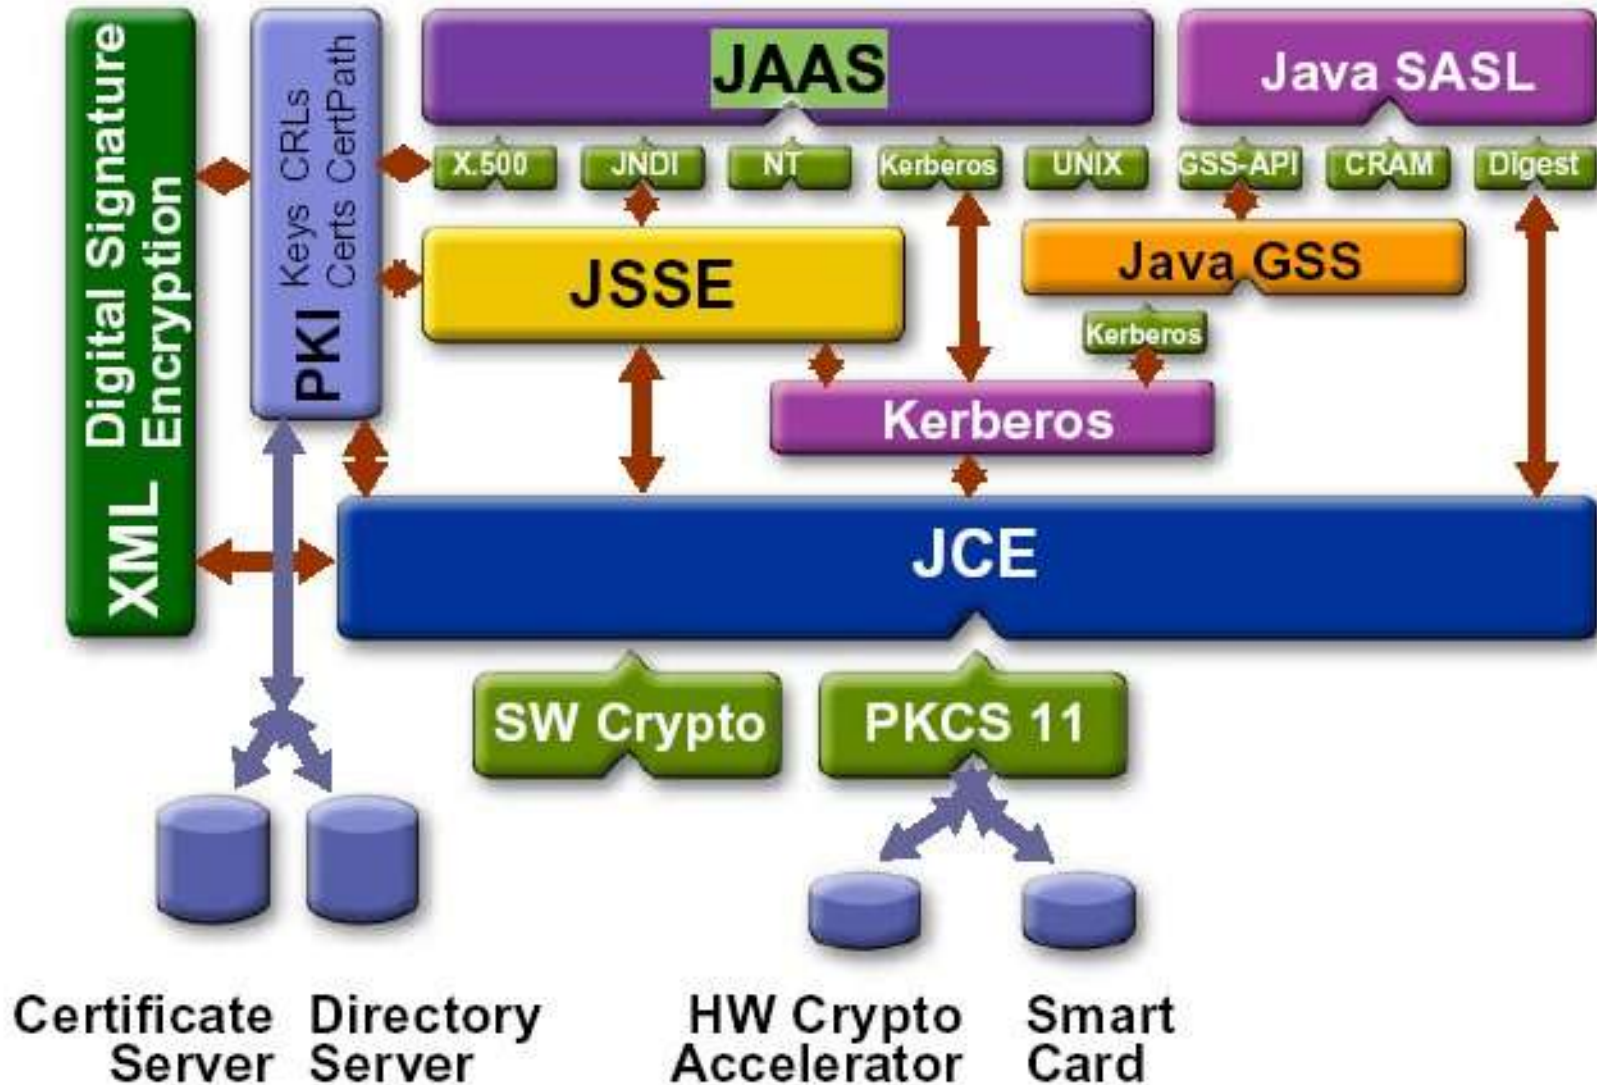 XML Digital Signature
Encryption
PKI Keys CRLs
Certs CertPath
JAAS
Java SASL
X.500
JNDI
NT
Kerberos
UNIX
GSS-API
CRAM
Digest
JSSE
Java GSS
Kerberos
Kerberos
JCE
SW Crypto
PKCS 11
Certificate
Server
Directory
Server
HW Crypto
Accelerator
Smart
Card